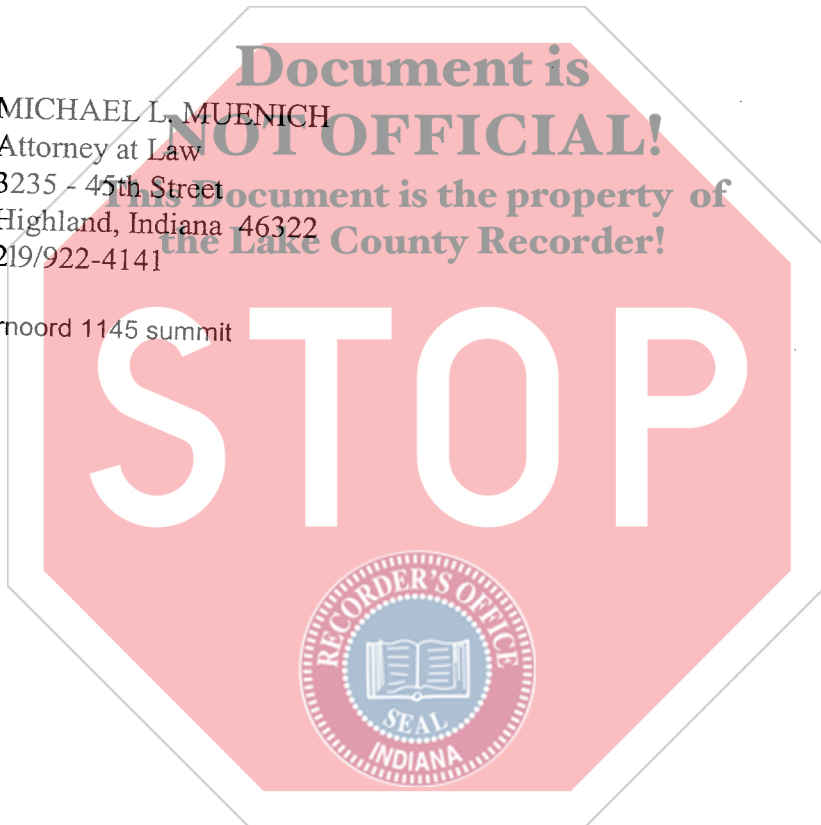 Document is
NOT OFFICIAL!
This Document is the property of
the Lake County Recorder!
MICHAEL L. MUENICH
Attorney at Law
3235 - 45th Street
Highland, Indiana 46322
219/922-4141
noord 1145 summit
STOP
RECORDER'S OFFICE
SEAL
INDIANA